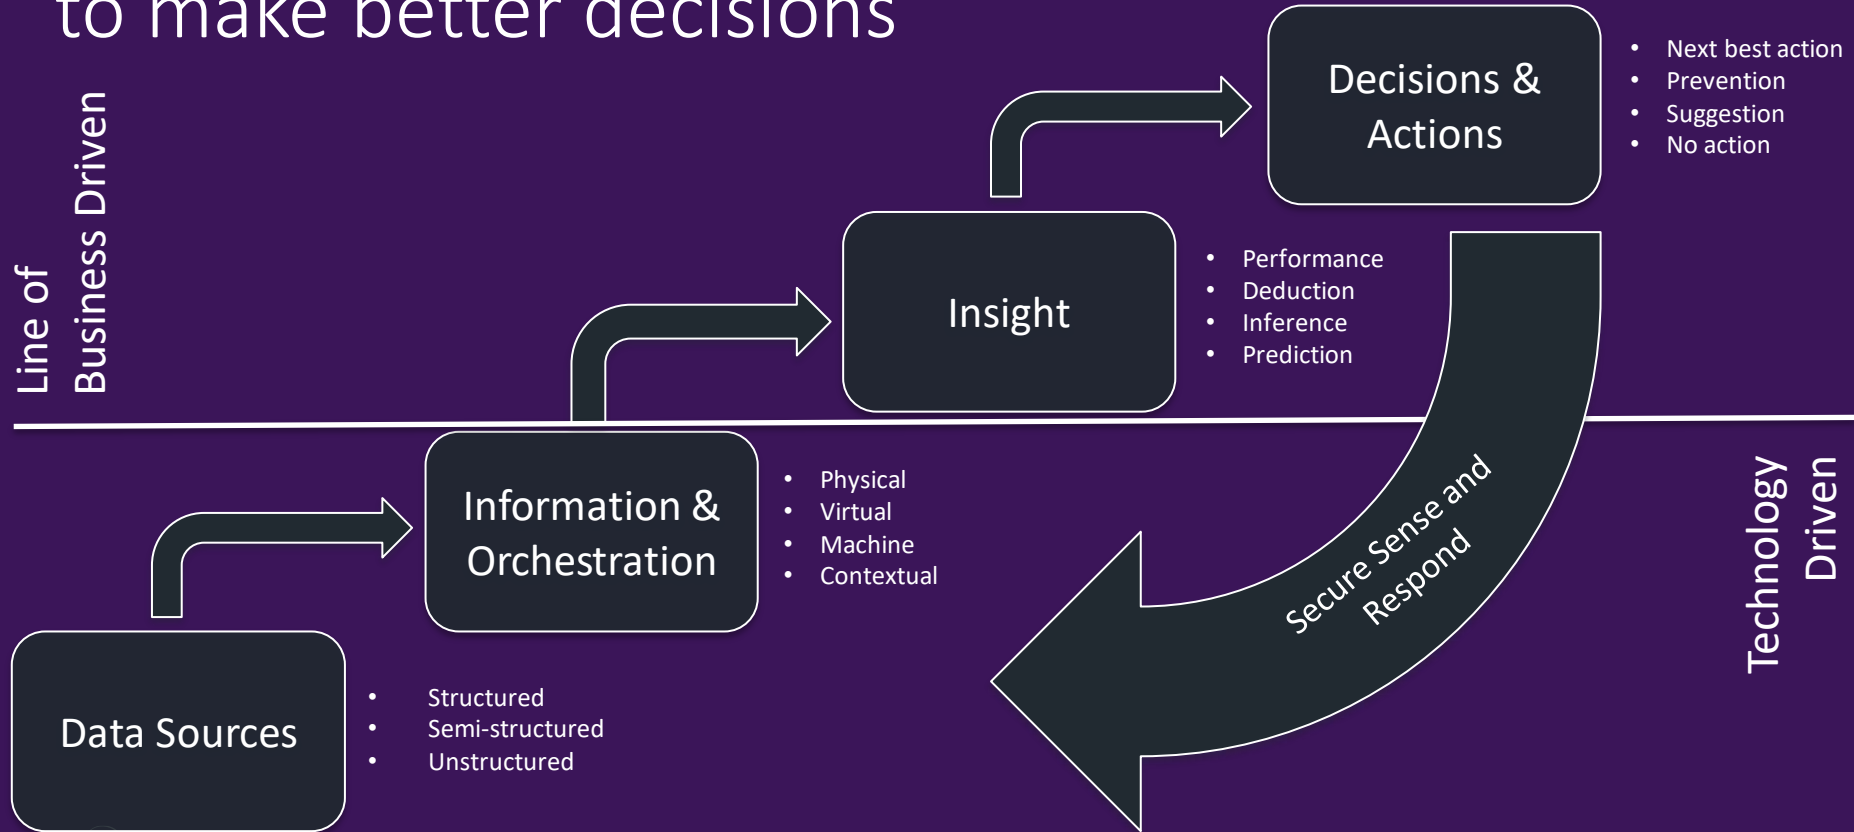 to make better decisions
Line of
Business Driven
Decisions &
Actions
• Next best action
• Prevention
• Suggestion
• No action
Insight
• Performance
• Deduction
• Inference
• Prediction
Information &
Orchestration
• Physical
• Virtual
• Machine
• Contextual
Data Sources
• Structured
• Semi-structured
• Unstructured
Secure Sense and
Respond
Technology
Driven